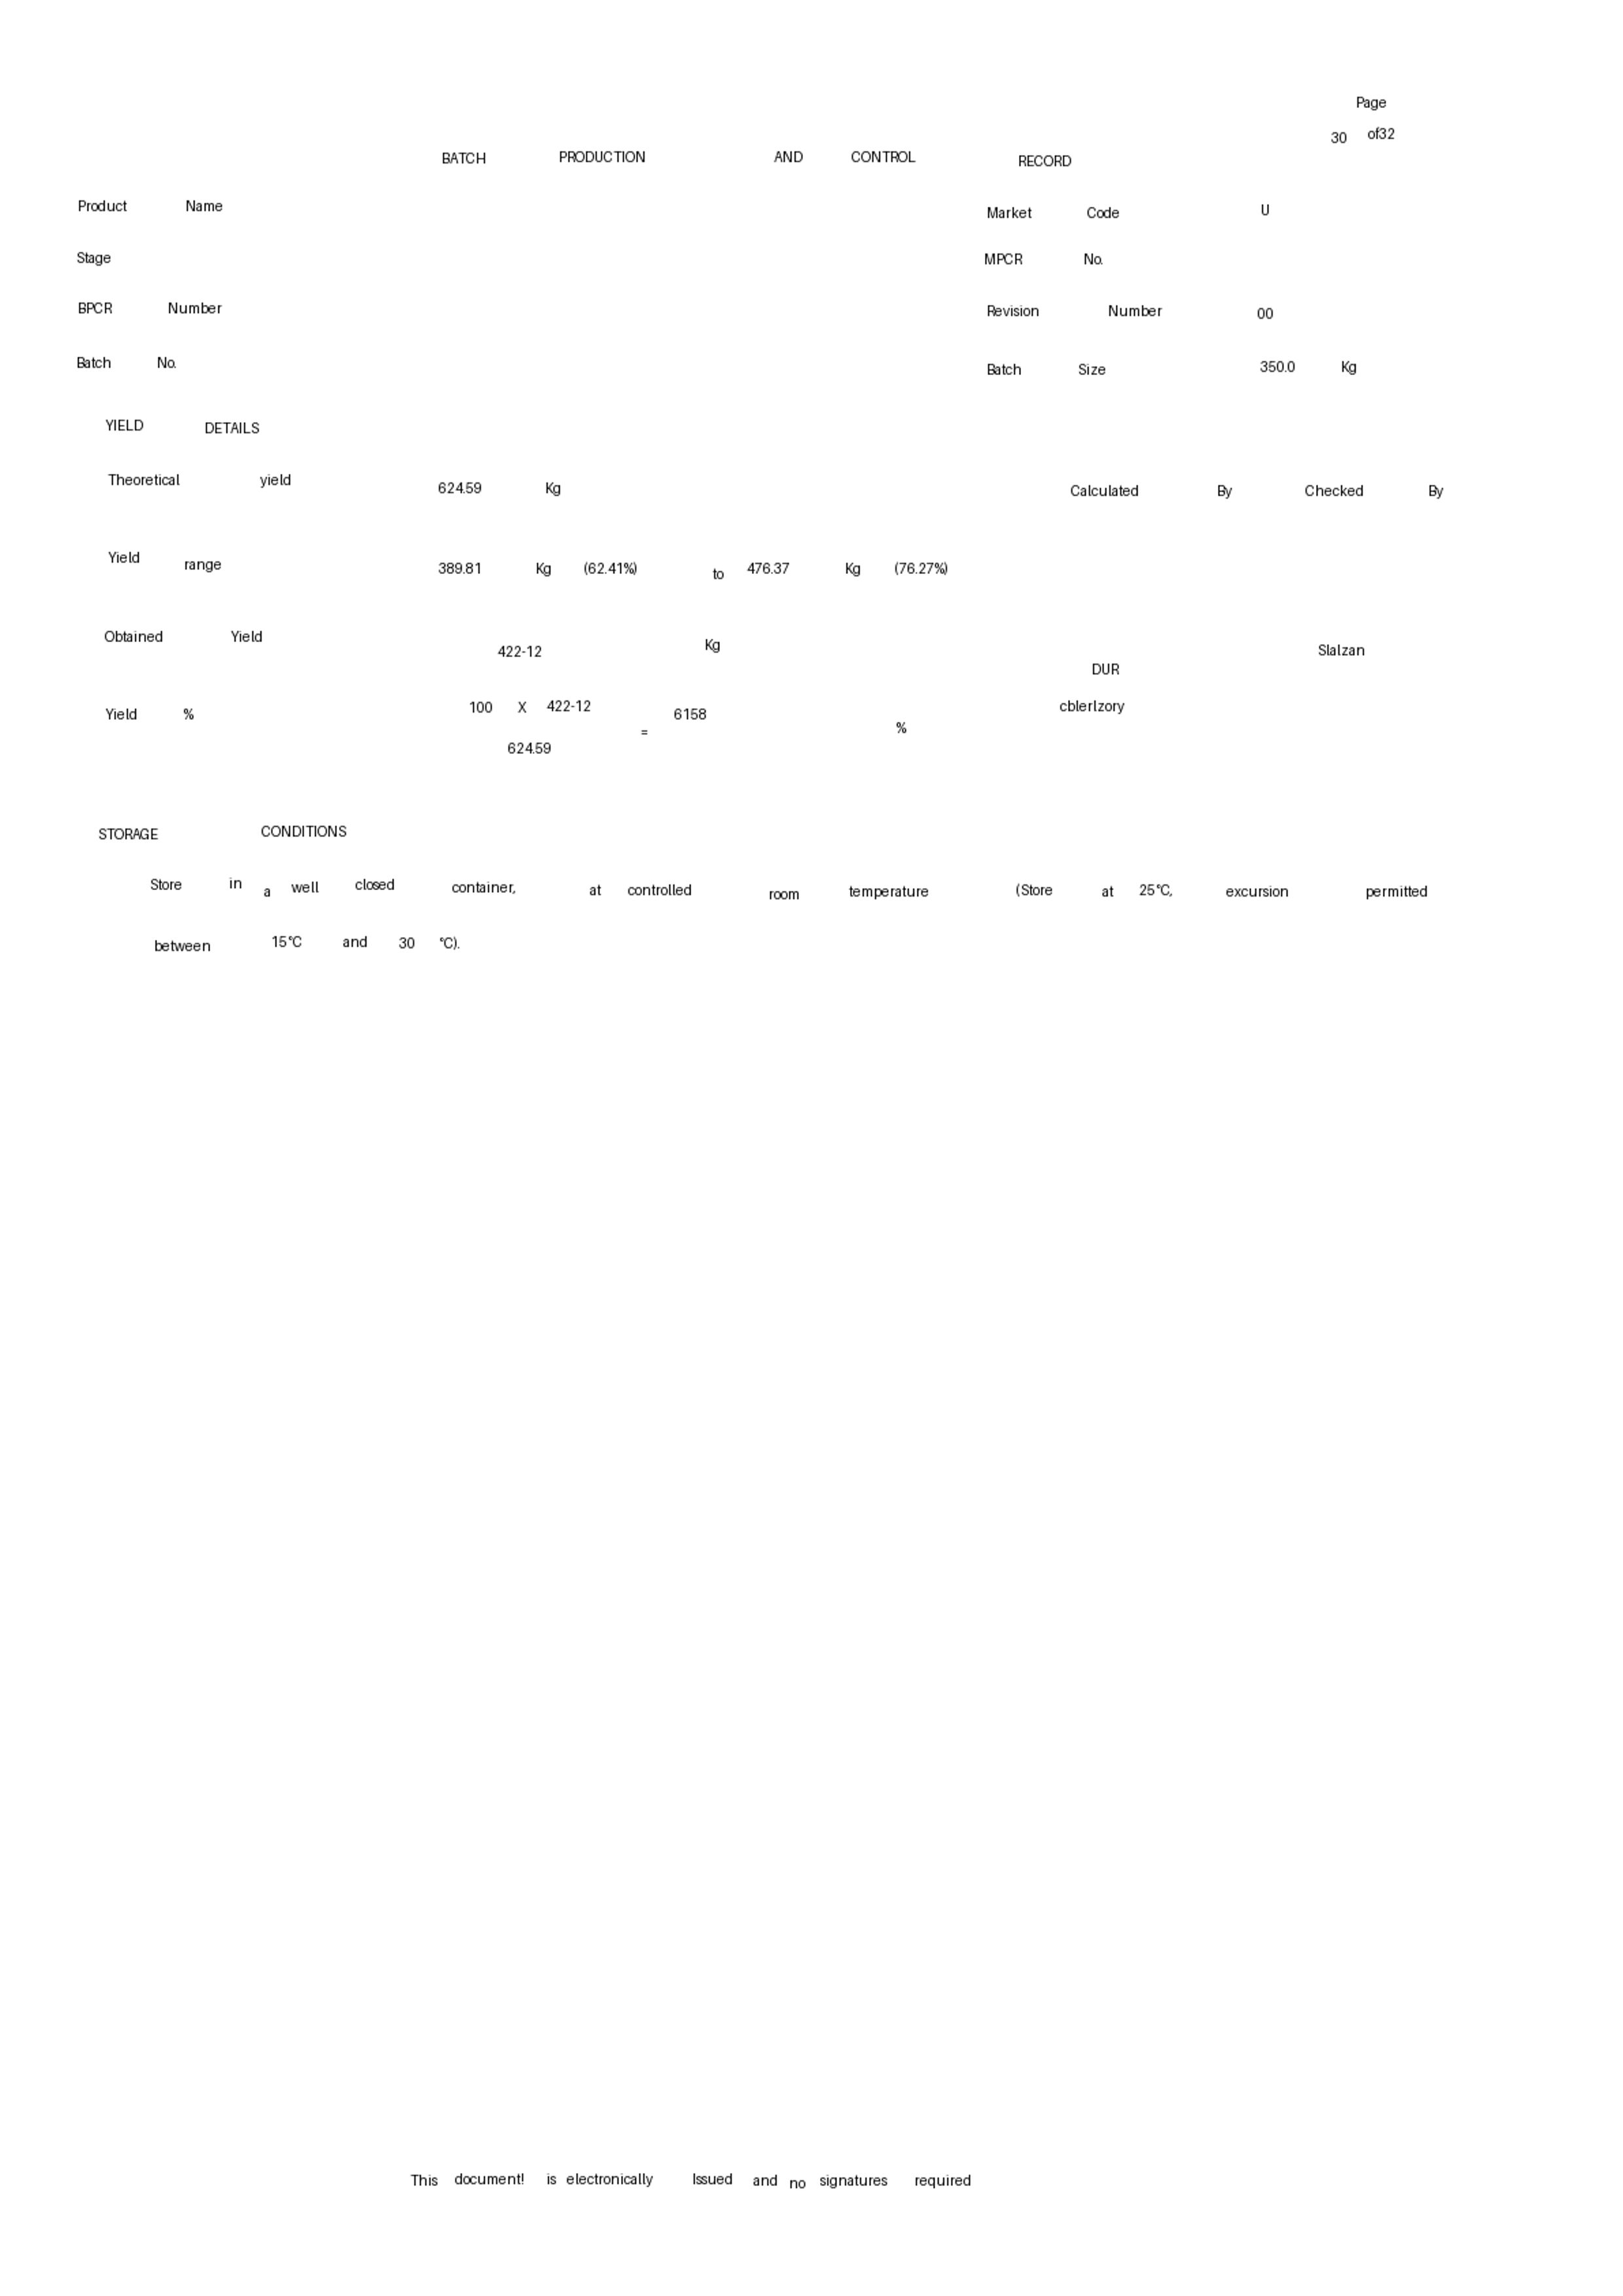 Page
30 of32
BATCH PRODUCTION AND CONTROL RECORD
Product Name Market Code U
Stage MPCR No.
BPCR Number Revision Number 00
Batch No. Batch Size 350.0 Kg
YIELD DETAILS
Theoretical yield 624.59 Kg Calculated By Checked By
Yield range 389.81 Kg (62.41%) to 476.37 Kg (76.27%)
Obtained Yield 422-12 Kg Slalzan
DUR
Yield % 100 X 422-12 = 6158 % cblerlzory
624.59
STORAGE CONDITIONS
Store in a well closed container, at controlled room temperature (Store at 25°C, excursion permitted
between 15°C and 30 °C).
This document! is electronically Issued and no signatures required